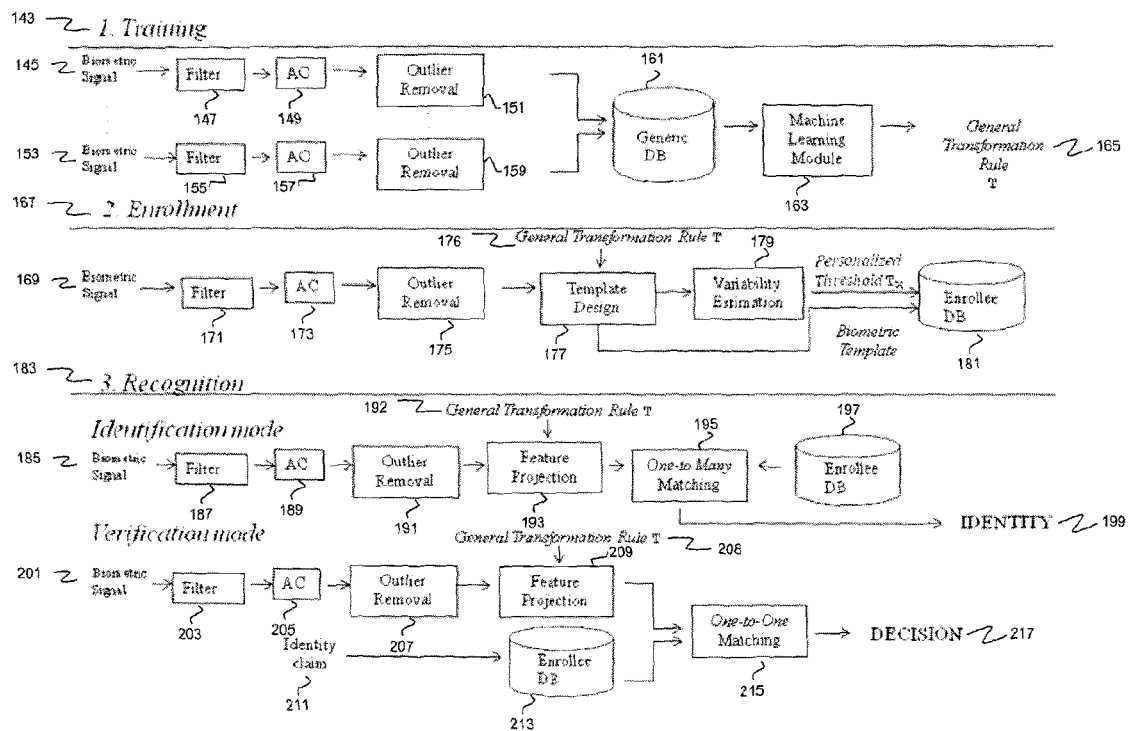 143
1. Training
145
Biometric
Signal
Filter
147
AC
149
Outlier
Removal
151
161
Generic
DB
Machine
Learning
Module
163
General
Transformation
Rule
T
165
153
Biometric
Signal
Filter
155
AC
157
Outlier
Removal
159
167
2. Enrollment
176
General Transformation Rule T
179
169
Biometric
Signal
Filter
171
AC
173
Outlier
Removal
175
Template
Design
177
Variability
Estimation
Personalized
Threshold Tx
Biometric
Template
Enrollee
DB
181
183
3. Recognition
192
General Transformation Rule T
Identification mode
195
197
185
Biometric
Signal
Filter
187
AC
189
Outlier
Removal
191
Feature
Projection
193
One-to Many
Matching
Enrollee
DB
IDENTITY
199
Verification mode
General Transformation Rule T
208
209
201
Biometric
Signal
Filter
203
AC
205
Outlier
Removal
207
Feature
Projection
Identity
claim
211
Enrollee
DB
213
One-to-One
Matching
215
DECISION
217